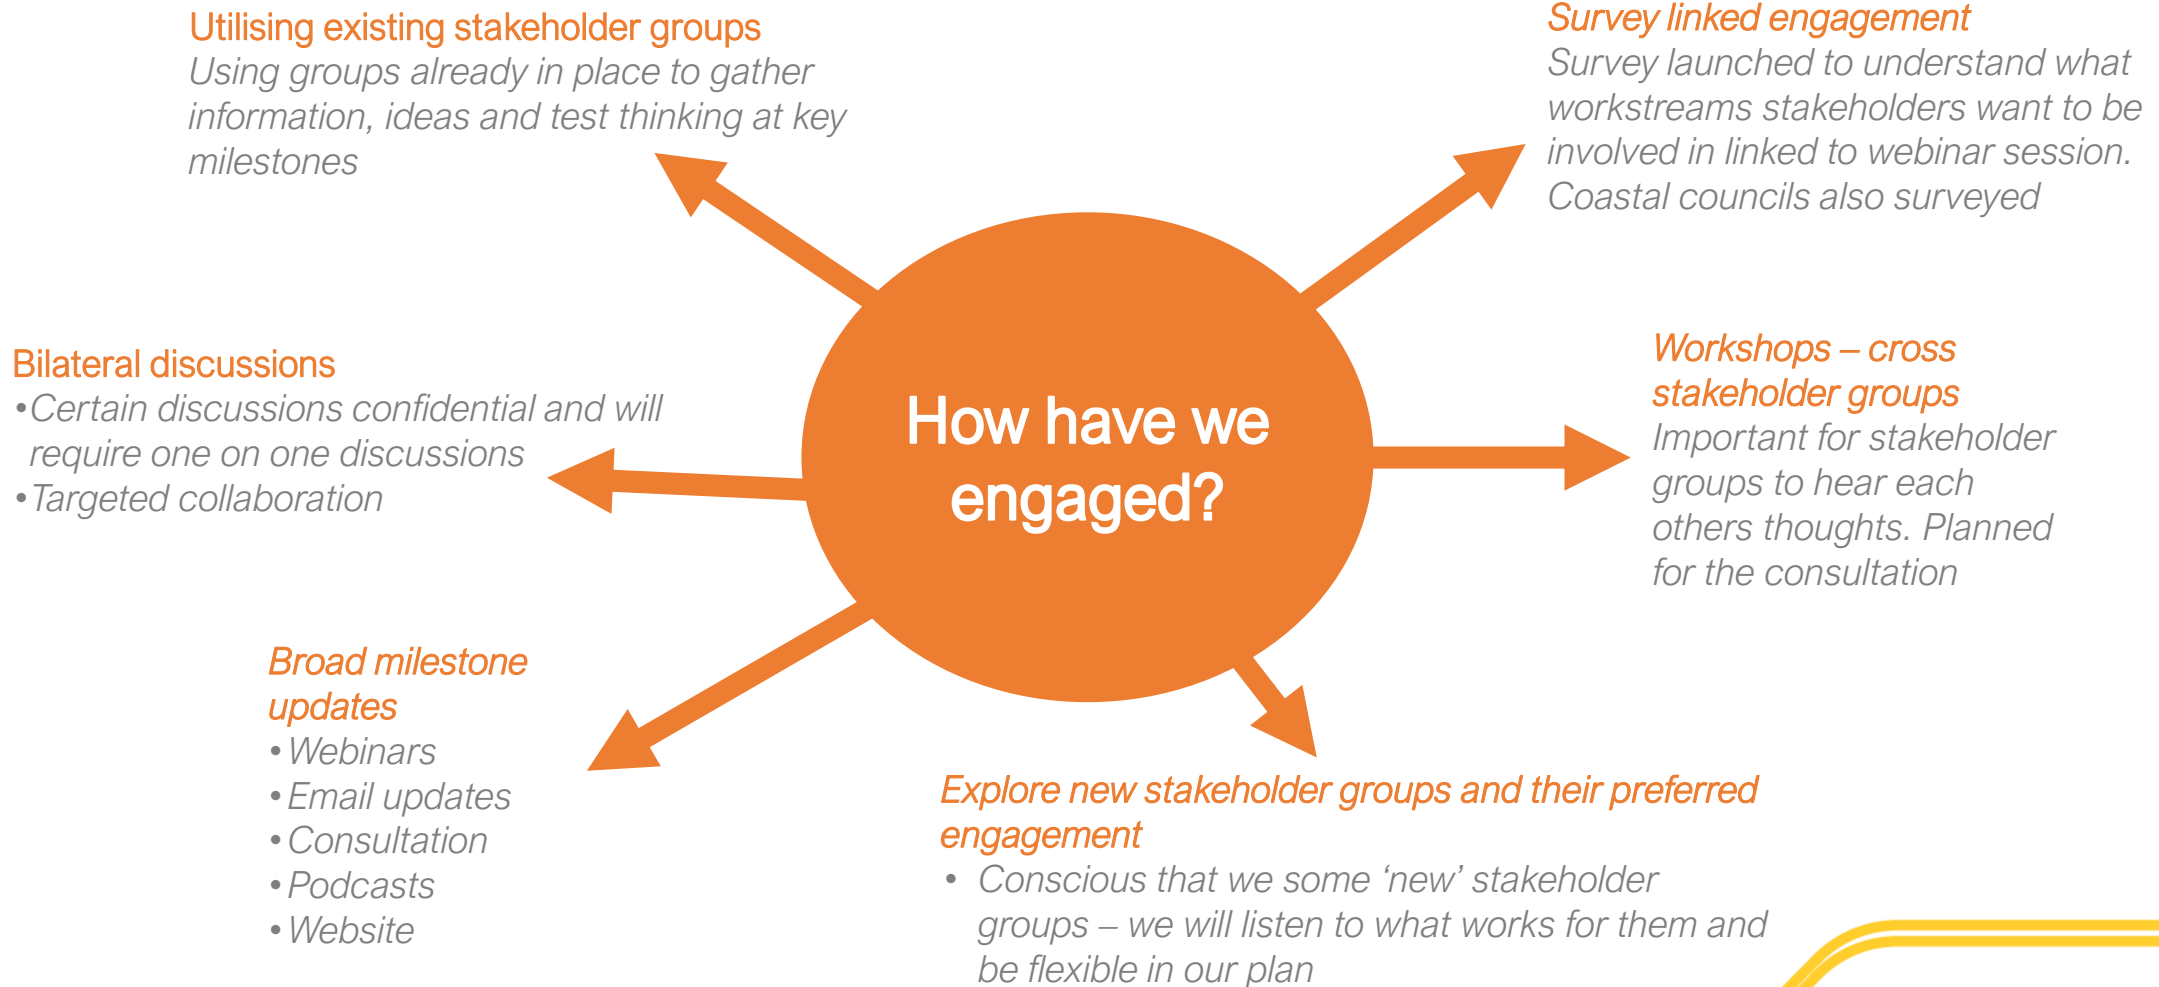 Utilising existing stakeholder groups
Using groups already in place to gather
information, ideas and test thinking at key
milestones
Survey linked engagement
Survey launched to understand what
workstreams stakeholders want to be
involved in linked to webinar session.
Coastal councils also surveyed
Bilateral discussions
•Certain discussions confidential and will
require one on one discussions
•Targeted collaboration
How have we
engaged?
Workshops – cross
stakeholder groups
Important for stakeholder
groups to hear each
others thoughts. Planned
for the consultation
Broad milestone
updates
•Webinars
•Email updates
•Consultation
•Podcasts
•Website
Explore new stakeholder groups and their preferred
engagement
• Conscious that we some ‘new’ stakeholder
groups – we will listen to what works for them and
be flexible in our plan